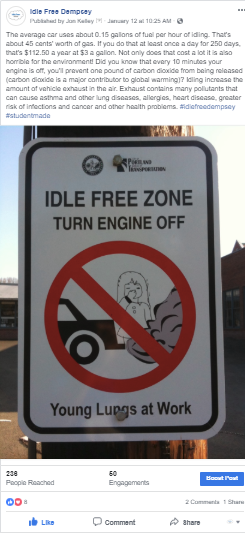 Idle Free Dempsey
Published by Jon Kelley · January 12 at 10:25 AM ·
The average car uses about 0.15 gallons of fuel per hour of idling. That's
about 45 cents' worth of gas. If you do that at least once a day for 250 days,
that's $112.50 a year at $3 a gallon. Not only does that cost a lot it is also
horrible for the environment! Did you know that every 10 minutes your
engine is off, you'll prevent one pound of carbon dioxide from being released
(carbon dioxide is a major contributor to global warming)? Idling increase the
amount of vehicle exhaust in the air. Exhaust contains many pollutants that
can cause asthma and other lung diseases, allergies, heart disease, greater
risk of infections and cancer and other health problems. #idlefreedempsey
#studentmade
PORTLAND
TRANSPORTATION
IDLE FREE ZONE
TURN ENGINE OFF
Young Lungs at Work
236
People Reached
50
Engagements
Boost Post
8
2 Comments 1 Share
Like
Comment
Share